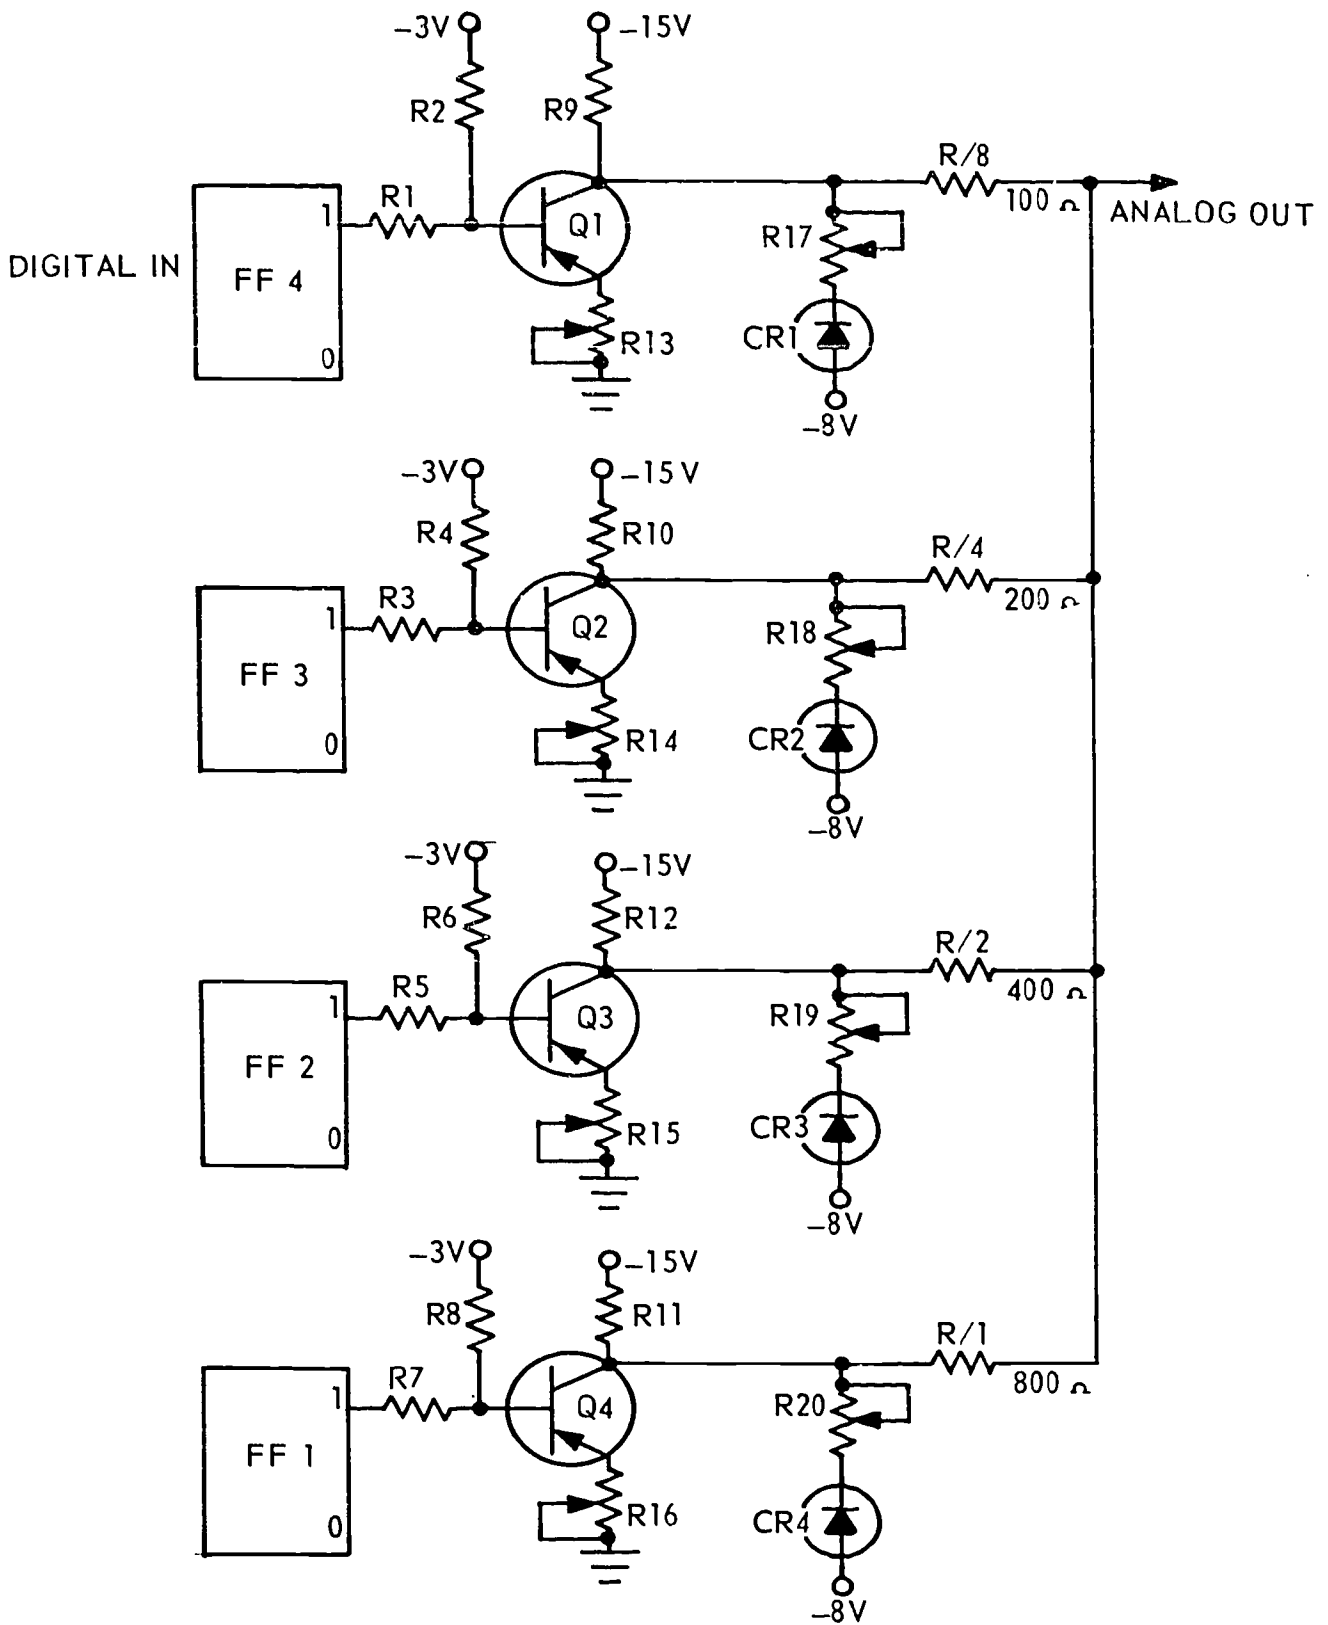 -3V
-15V
R2
R9
R/8
R1
1
100 Ω
ANALOG OUT
Q1
R17
DIGITAL IN
FF 4
R13
CR1
0
-8V
-3V
-15 V
R4
R10
R/4
R3
1
200 Ω
Q2
R18
FF 3
R14
CR2
0
-8V
-3V
-15V
R6
R12
R/2
R5
1
400 Ω
Q3
R19
FF 2
R15
CR3
0
-8V
-3V
-15V
R8
R11
R/1
R7
1
800 Ω
Q4
R20
FF 1
R16
CR4
0
-8V